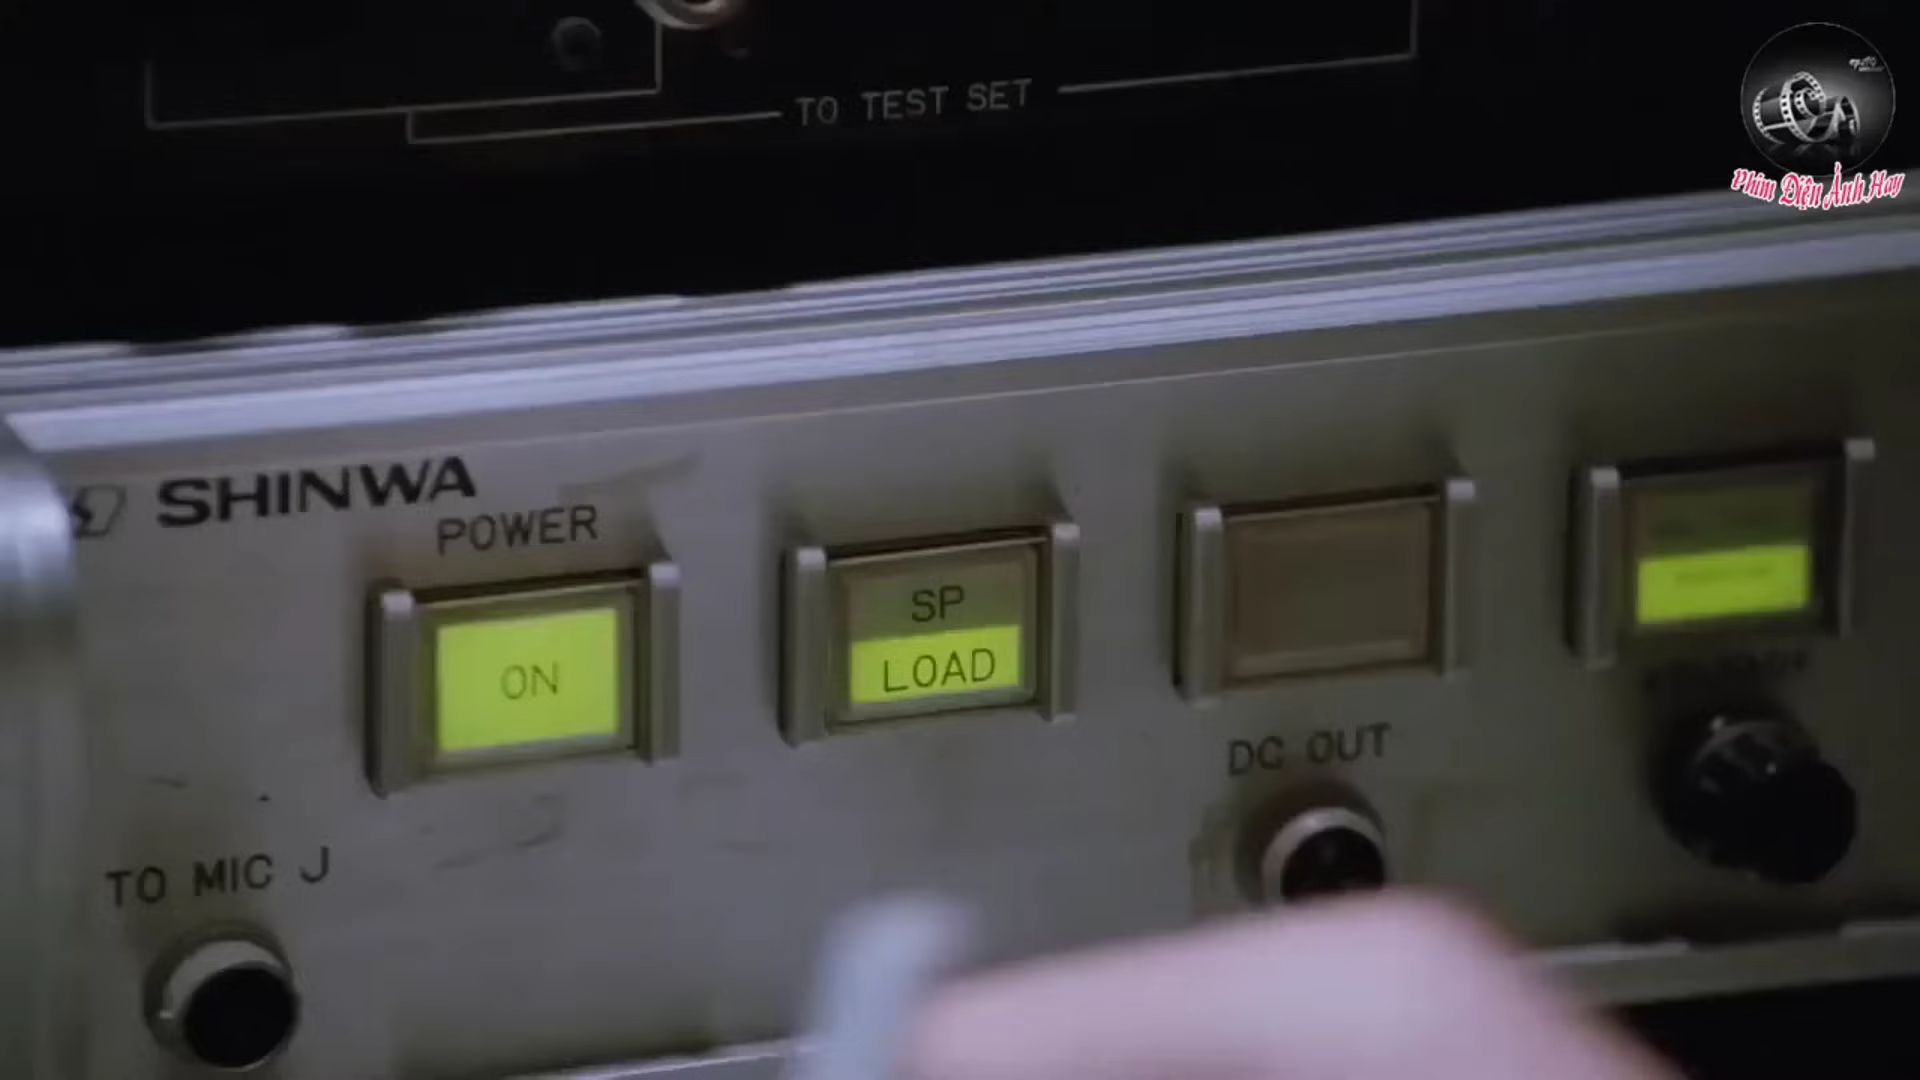 TO TEST SET
Phim Điện Ảnh Hay
SHINWA
POWER
ON
SP
LOAD
DC OUT
TO MIC J